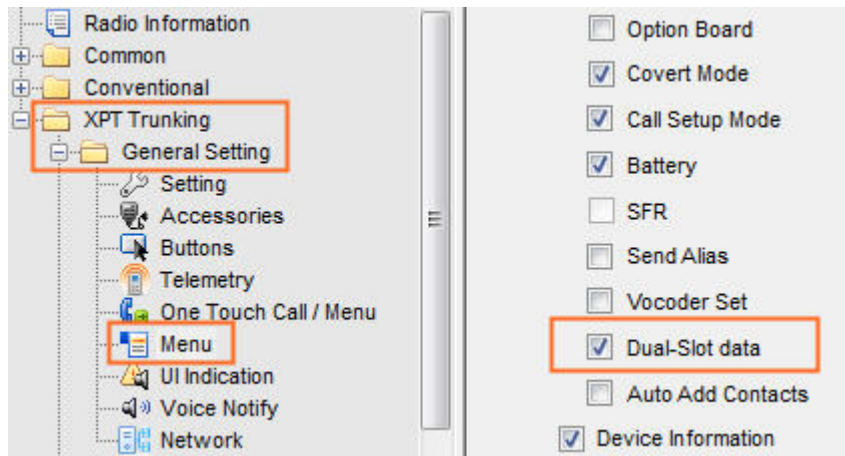 Radio Information
Common
Conventional
XPT Trunking
General Setting
Setting
Accessories
Buttons
Telemetry
One Touch Call / Menu
Menu
UI Indication
Voice Notify
Network
Option Board
Covert Mode
Call Setup Mode
Battery
SFR
Send Alias
Vocoder Set
Dual-Slot data
Auto Add Contacts
Device Information